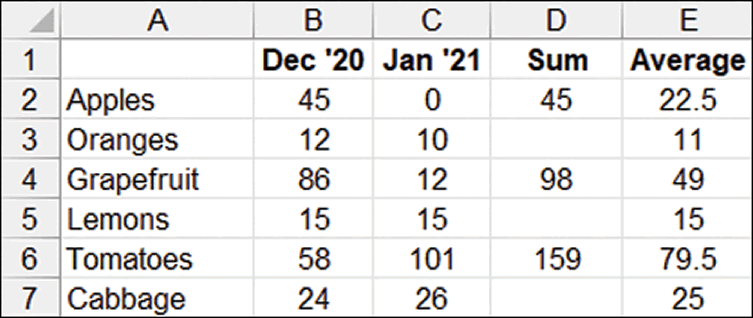 A B C D E
1 Dec '20 Jan '21 Sum Average
2 Apples 45 0 45 22.5
3 Oranges 12 10 11
4 Grapefruit 86 12 98 49
5 Lemons 15 15 15
6 Tomatoes 58 101 159 79.5
7 Cabbage 24 26 25